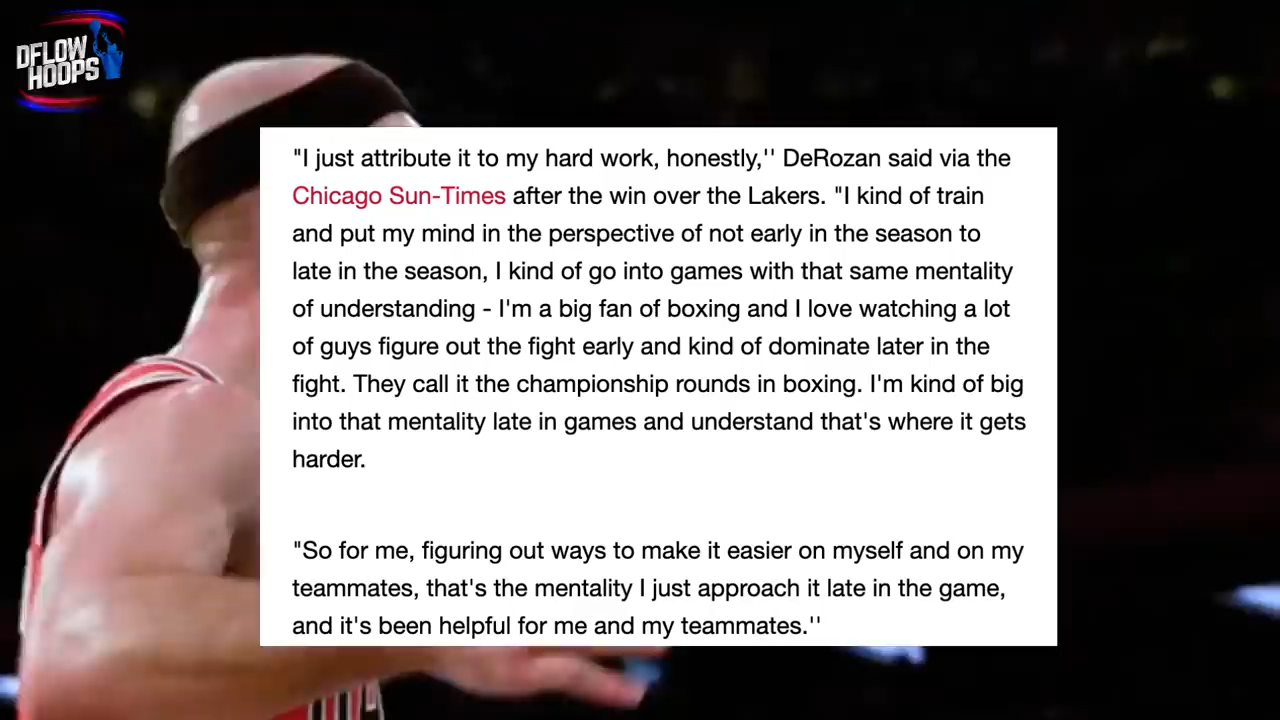 DFLOW
HOOPS
"I just attribute it to my hard work, honestly,'' DeRozan said via the
Chicago Sun-Times after the win over the Lakers. "I kind of train
and put my mind in the perspective of not early in the season to
late in the season, I kind of go into games with that same mentality
of understanding - I'm a big fan of boxing and I love watching a lot
of guys figure out the fight early and kind of dominate later in the
fight. They call it the championship rounds in boxing. I'm kind of big
into that mentality late in games and understand that's where it gets
harder.
"So for me, figuring out ways to make it easier on myself and on my
teammates, that's the mentality I just approach it late in the game,
and it's been helpful for me and my teammates.''